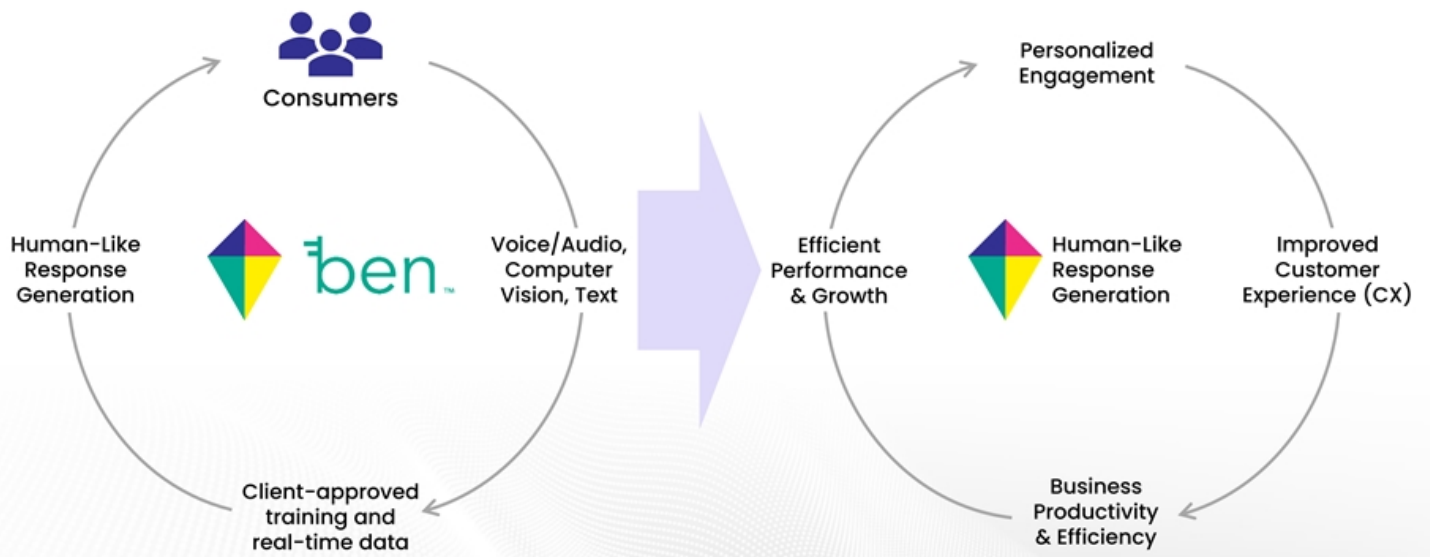 Consumers
Human-Like
Response
Generation
ben™
Voice/Audio,
Computer
Vision, Text
Client-approved
training and
real-time data
Personalized
Engagement
Efficient
Performance
& Growth
Human-Like
Response
Generation
Improved
Customer
Experience (CX)
Business
Productivity
& Efficiency